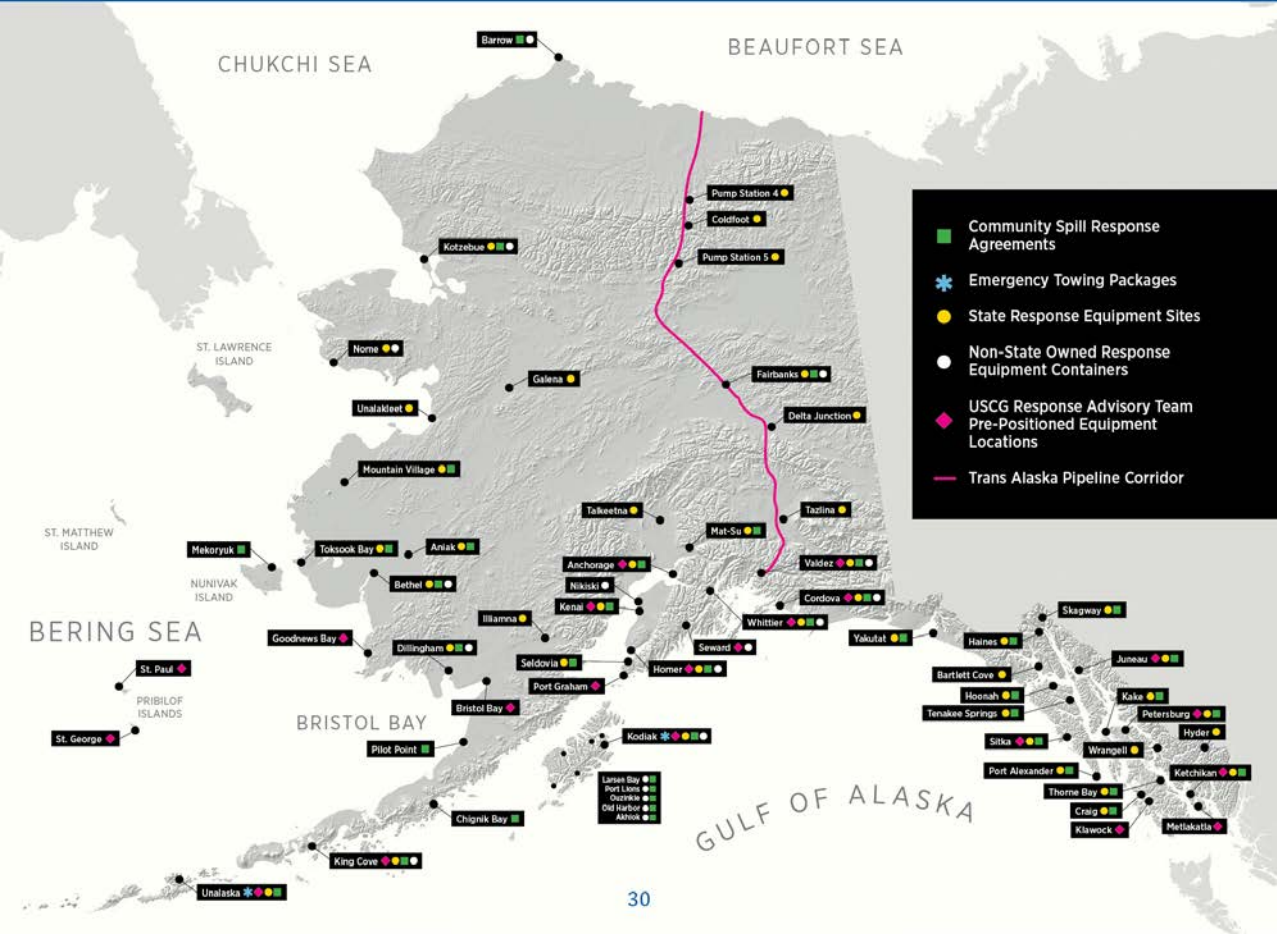 Barrow
CHUKCHI SEA
BEAUFORT SEA
Pump Station 4
Coldfoot
Pump Station 5
Kotzebue
Community Spill Response
Agreements
Emergency Towing Packages
State Response Equipment Sites
Non-State Owned Response
Equipment Containers
USCG Response Advisory Team
Pre-Positioned Equipment
Locations
Trans Alaska Pipeline Corridor
ST. LAWRENCE
ISLAND
Nome
Galena
Fairbanks
Unalakleet
Delta Junction
Mountain Village
Talkeetna
Tazlina
Mat-Su
ST. MATTHEW
ISLAND
Mekoryuk
Toksook Bay
Aniak
Anchorage
Valdez
NUNIVAK
ISLAND
Bethel
Nikiski
Kenai
Cordova
Whittier
Illiamna
BERING SEA
Goodnews Bay
Dillingham
Seward
Yakutat
Haines
Skagway
St. Paul
Seldovia
Homer
Juneau
Port Graham
Bartlett Cove
PRIBILOF
ISLANDS
Bristol Bay
Hoonah
Kake
Tenakee Springs
Petersburg
BRISTOL BAY
St. George
Pilot Point
Kodiak
Sitka
Hyder
Wrangell
Larsen Bay
Port Lions
Ouzinkie
Old Harbor
Akhiok
Port Alexander
Ketchikan
Thorne Bay
GULF OF ALASKA
Chignik Bay
Craig
Klawock
Metlakatla
King Cove
Unalaska
30